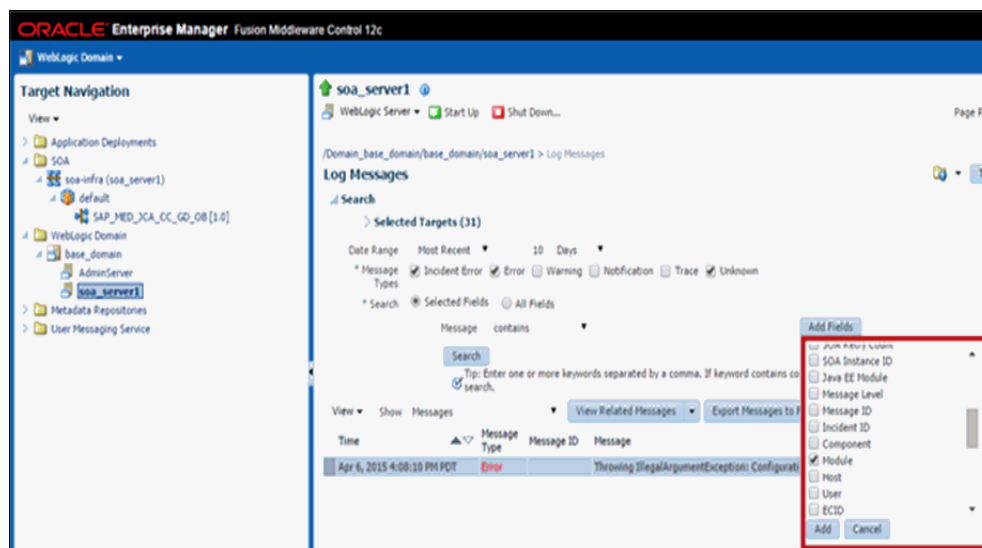 ORACLE Enterprise Manager Fusion Middleware Control 12c
WebLogic Domain
Target Navigation
View
Application Deployments
SOA
soa-infra (soa_server1)
default
SAP_MED_JCA_CC_GD_OB [1.0]
WebLogic Domain
base_domain
AdminServer
soa_server1
Metadata Repositories
User Messaging Service
soa_server1
WebLogic Server Start Up Shut Down...
Page
/Domain_base_domain/base_domain/soa_server1 > Log Messages
Log Messages
Search
Selected Targets (31)
Date Range Most Recent 10 Days
* Message Types Incident Error Error Warning Notification Trace Unknown
* Search Selected Fields All Fields
Message contains
Add Fields
Search
Tip: Enter one or more keywords separated by a comma. If keyword contains co
search.
View Show Messages View Related Messages Export Messages to F
Time Message Type Message ID Message
Apr 6, 2015 4:08:10 PM PDT Error Throwing IllegalArgumentException: Configurati
SOA Instance ID
Java EE Module
Message Level
Message ID
Incident ID
Component
Module
Host
User
ECID
Add Cancel